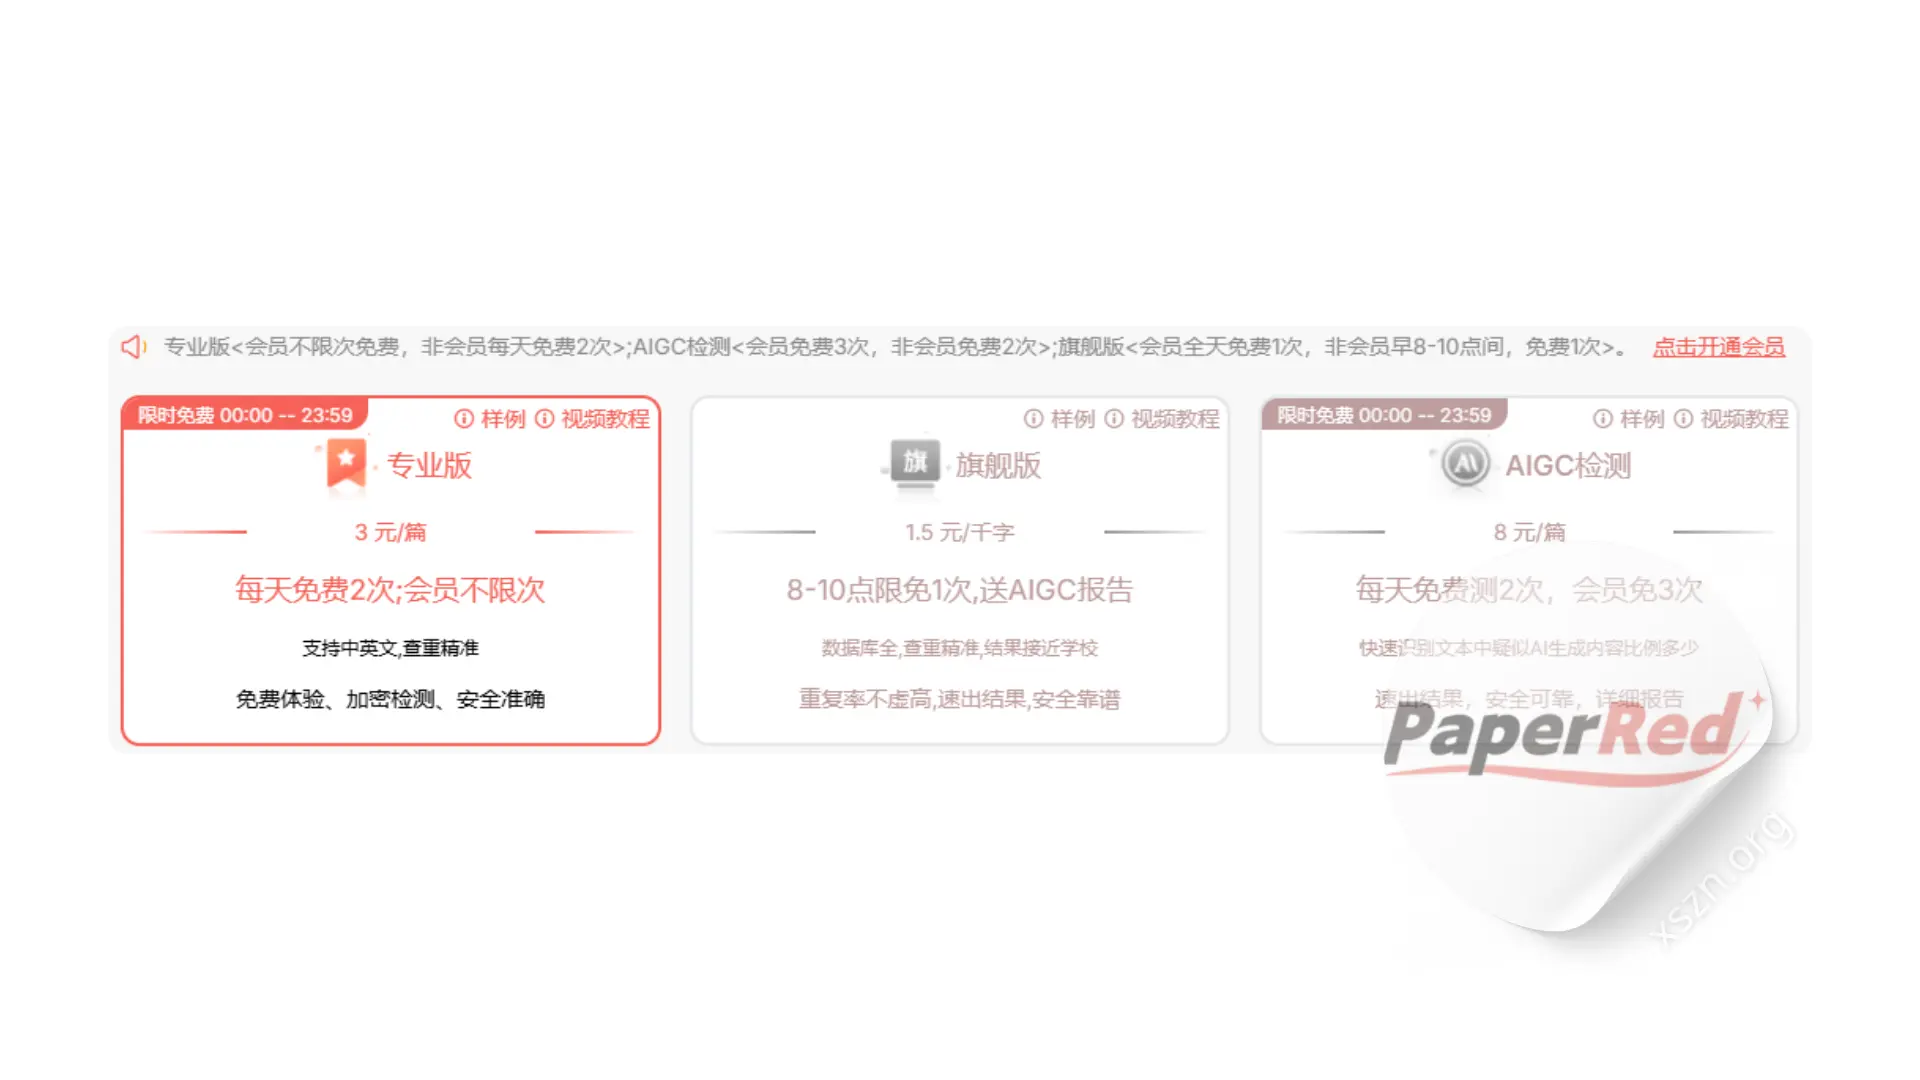 专业版<会员不限次免费，非会员每天免费2次>;AIGC检测<会员免费3次，非会员免费2次>;旗舰版<会员全天免费1次，非会员早8-10点间，免费1次>。 点击开通会员
限时免费 00:00 -- 23:59
样例 视频教程
专业版
3 元/篇
每天免费2次;会员不限次
支持中英文,查重精准
免费体验、加密检测、安全准确
样例 视频教程
旗
旗舰版
1.5 元/千字
8-10点限免1次,送AIGC报告
数据库全,查重精准,结果接近学校
重复率不虚高,速出结果,安全靠谱
限时免费 00:00 -- 23:59
样例 视频教程
AI
AIGC检测
8 元/篇
每天免费测2次，会员免3次
快速识别文本中疑似AI生成内容比例多少
速出结果，安全可靠，详细报告
PaperRed
xszn.org